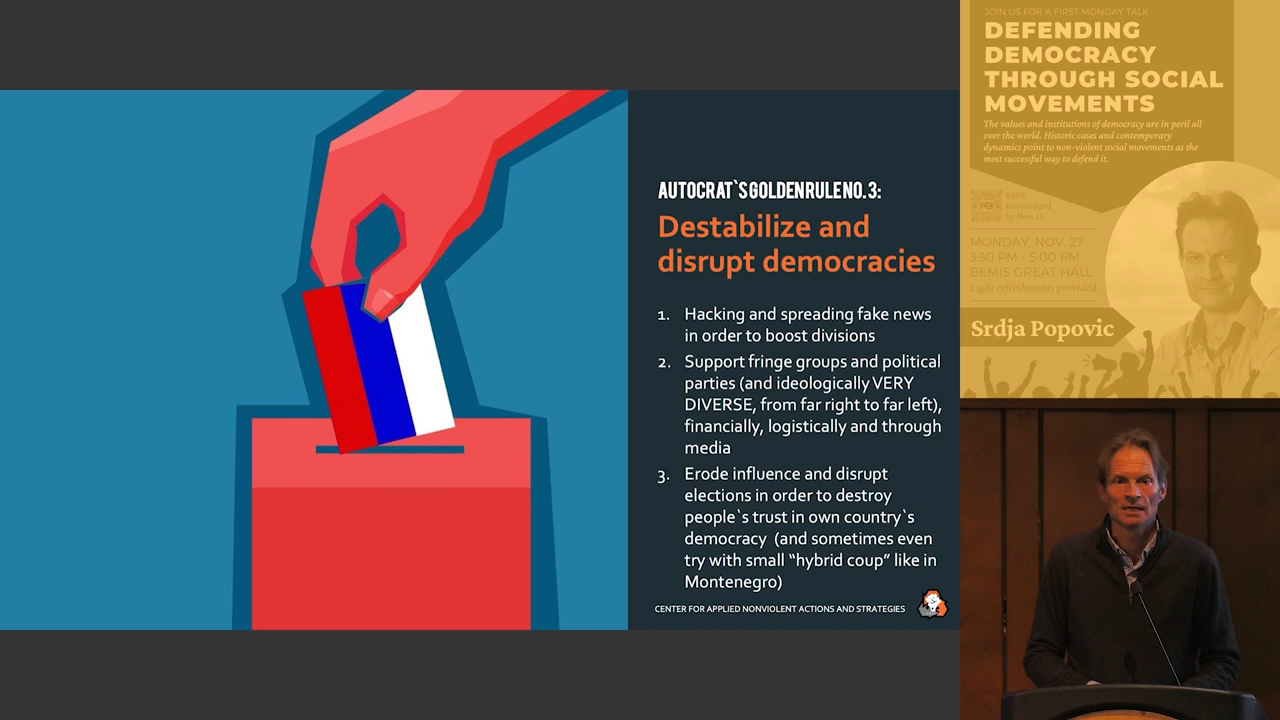 AUTOCRAT`S GOLDEN RULE NO. 3:
Destabilize and
disrupt democracies
1. Hacking and spreading fake news
in order to boost divisions
2. Support fringe groups and political
parties (and ideologically VERY
DIVERSE, from far right to far left),
financially, logistically and through
media
3. Erode influence and disrupt
elections in order to destroy
people`s trust in own country`s
democracy (and sometimes even
try with small “hybrid coup” like in
Montenegro)
CENTER FOR APPLIED NONVIOLENT ACTIONS AND STRATEGIES
JOIN US FOR A FIRST MONDAY TALK
DEFENDING
DEMOCRACY
THROUGH SOCIAL
MOVEMENTS
The values and institutions of democracy are in peril all
over the world. Historic cases and contemporary
dynamics point to non-violent social movements as the
most successful way to defend it.
RSVP
Encouraged
by Nov. 15
MONDAY, NOV. 27
3:30 PM - 5:00 PM
BEMIS GREAT HALL
Light refreshments provided.
Srdja Popovic